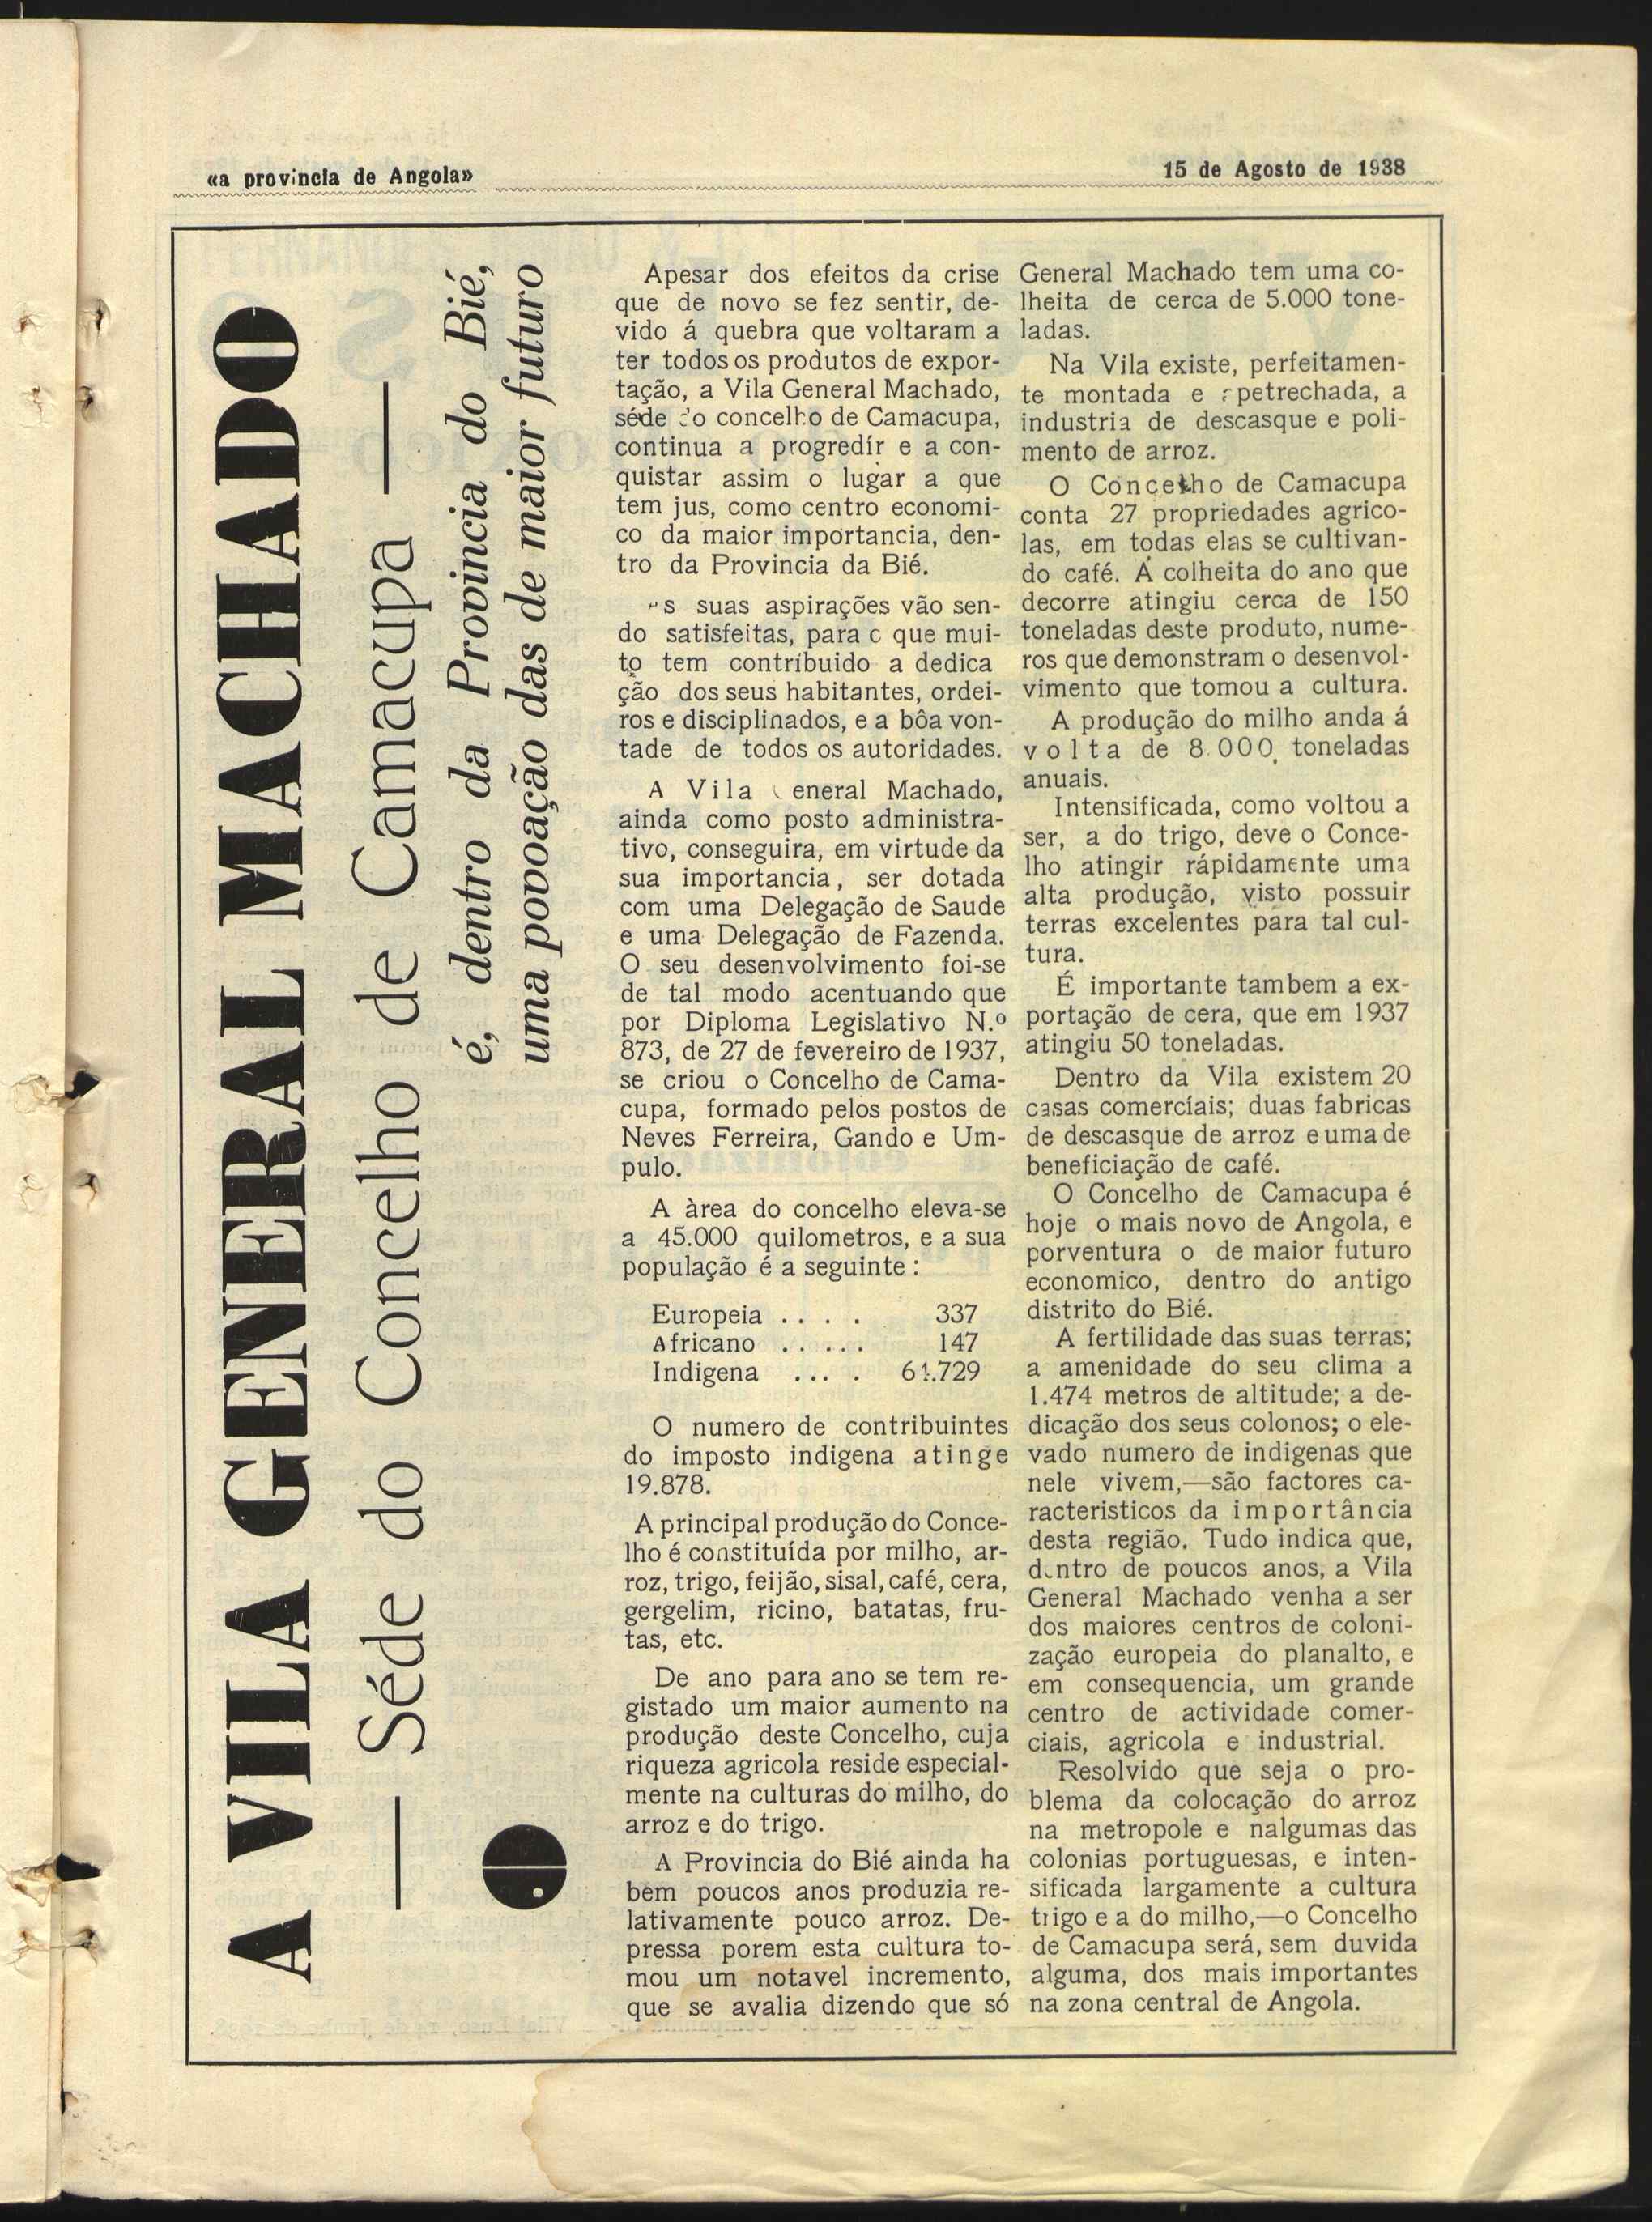 «a provincia de Angola»
15 de Agosto de 1938
A VILA GENERAL MACHADO
— Séde do Concelho de Camacupa —
é, dentro da Provincia do Bié,
uma povoação das de maior futuro
Apesar dos efeitos da crise
que de novo se fez sentir, de-
vido á quebra que voltaram a
ter todos os produtos de expor-
tação, a Vila General Machado,
séde do concelho de Camacupa,
continua a progredír e a con-
quistar assim o lugar a que
tem jus, como centro economi-
co da maior importancia, den-
tro da Provincia da Bié.
s suas aspirações vão sen-
do satisfeitas, para o que mui-
to tem contribuido a dedica
ção dos seus habitantes, ordei-
ros e disciplinados, e a bôa von-
tade de todos os autoridades.
A Vila eneral Machado,
ainda como posto administra-
tivo, conseguira, em virtude da
sua importancia, ser dotada
com uma Delegação de Saude
e uma Delegação de Fazenda.
O seu desenvolvimento foi-se
de tal modo acentuando que
por Diploma Legislativo N.º
873, de 27 de fevereiro de 1937,
se criou o Concelho de Cama-
cupa, formado pelos postos de
Neves Ferreira, Gando e Um-
pulo.
A àrea do concelho eleva-se
a 45.000 quilometros, e a sua
população é a seguinte :
Europeia . . . . 337
Africano . . . . . 147
Indigena . . . .
O numero de contribuintes
do imposto indigena atinge
19.878.
A principal produção do Conce-
lho é constituída por milho, ar-
roz, trigo, feijão, sisal, café, cera,
gergelim, ricino, batatas, fru-
tas, etc.
De ano para ano se tem re-
gistado um maior aumento na
produção deste Concelho, cuja
riqueza agricola reside especial-
mente na culturas do milho, do
arroz e do trigo.
A Provincia do Bié ainda ha
bem poucos anos produzia re-
lativamente pouco arroz. De-
pressa porem esta cultura to-
mou um notavel incremento,
que se avalia dizendo que só
General Machado tem uma co-
lheita de cerca de 5.000 tone-
ladas.
Na Vila existe, perfeitamen-
te montada e apetrechada, a
industria de descasque e poli-
mento de arroz.
O Concelho de Camacupa
conta 27 propriedades agrico-
las, em todas elas se cultivan-
do café. A colheita do ano que
decorre atingiu cerca de 150
toneladas deste produto, nume-
ros que demonstram o desenvol-
vimento que tomou a cultura.
A produção do milho anda á
volta de 8.000 toneladas
anuais.
Intensificada, como voltou a
ser, a do trigo, deve o Conce-
lho atingir rápidamente uma
alta produção, visto possuir
terras excelentes para tal cul-
tura.
É importante tambem a ex-
portação de cera, que em 1937
atingiu 50 toneladas.
Dentro da Vila existem 20
casas comercíais; duas fabricas
de descasque de arroz e uma de
beneficiação de café.
O Concelho de Camacupa é
hoje o mais novo de Angola, e
porventura o de maior futuro
economico, dentro do antigo
distrito do Bié.
A fertilidade das suas terras;
a amenidade do seu clima a
1.474 metros de altitude; a de-
dicação dos seus colonos; o ele-
vado numero de indigenas que
nele vivem,—são factores ca-
racteristicos da importância
desta região. Tudo indica que,
dentro de poucos anos, a Vila
General Machado venha a ser
dos maiores centros de coloni-
zação europeia do planalto, e
em consequencia, um grande
centro de actividade comer-
ciais, agricola e industrial.
Resolvido que seja o pro-
blema da colocação do arroz
na metropole e nalgumas das
colonias portuguesas, e inten-
sificada largamente a cultura
trigo e a do milho,—o Concelho
de Camacupa será, sem duvida
alguma, dos mais importantes
na zona central de Angola.